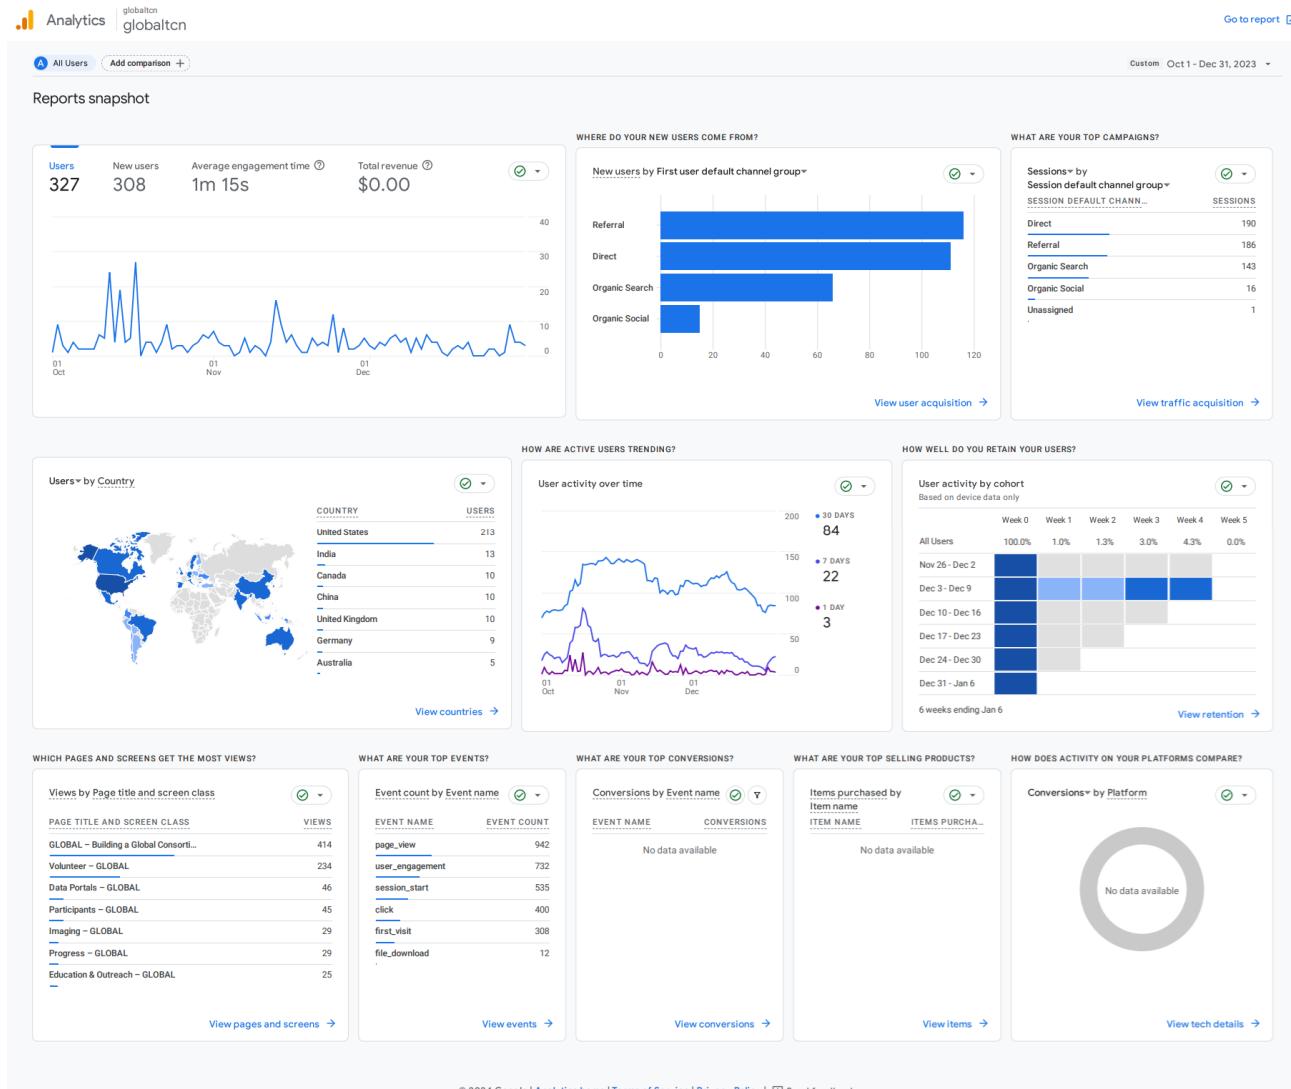 Analytics
globaltcn
globaltcn
Go to report
A All Users
Add comparison +
Custom Oct 1 - Dec 31, 2023
Reports snapshot
Users
327
New users
308
Average engagement time
1m 15s
Total revenue
$0.00
40
30
20
10
0
01
Oct
01
Nov
01
Dec
WHERE DO YOUR NEW USERS COME FROM?
New users by First user default channel group
Referral
Direct
Organic Search
Organic Social
0 20 40 60 80 100 120
View user acquisition →
WHAT ARE YOUR TOP CAMPAIGNS?
Sessions by
Session default channel group
SESSION DEFAULT CHANN... SESSIONS
Direct 190
Referral 186
Organic Search 143
Organic Social 16
Unassigned 1
View traffic acquisition →
Users by Country
COUNTRY USERS
United States 213
India 13
Canada 10
China 10
United Kingdom 10
Germany 9
Australia 5
View countries →
HOW ARE ACTIVE USERS TRENDING?
User activity over time
200
150
100
50
0
01
Oct
01
Nov
01
Dec
30 DAYS
84
7 DAYS
22
1 DAY
3
HOW WELL DO YOU RETAIN YOUR USERS?
User activity by cohort
Based on device data only
Week 0 Week 1 Week 2 Week 3 Week 4 Week 5
All Users 100.0% 1.0% 1.3% 3.0% 4.3% 0.0%
Nov 26 - Dec 2
Dec 3 - Dec 9
Dec 10 - Dec 16
Dec 17 - Dec 23
Dec 24 - Dec 30
Dec 31 - Jan 6
6 weeks ending Jan 6
View retention →
WHICH PAGES AND SCREENS GET THE MOST VIEWS?
Views by Page title and screen class
PAGE TITLE AND SCREEN CLASS VIEWS
GLOBAL – Building a Global Consorti... 414
Volunteer – GLOBAL 234
Data Portals – GLOBAL 46
Participants – GLOBAL 45
Imaging – GLOBAL 29
Progress – GLOBAL 29
Education & Outreach – GLOBAL 25
View pages and screens →
WHAT ARE YOUR TOP EVENTS?
Event count by Event name
EVENT NAME EVENT COUNT
page_view 942
user_engagement 732
session_start 535
click 400
first_visit 308
file_download 12
View events →
WHAT ARE YOUR TOP CONVERSIONS?
Conversions by Event name
EVENT NAME CONVERSIONS
No data available
View conversions →
WHAT ARE YOUR TOP SELLING PRODUCTS?
Items purchased by
Item name
ITEM NAME ITEMS PURCHA...
No data available
View items →
HOW DOES ACTIVITY ON YOUR PLATFORMS COMPARE?
Conversions by Platform
No data available
View tech details →